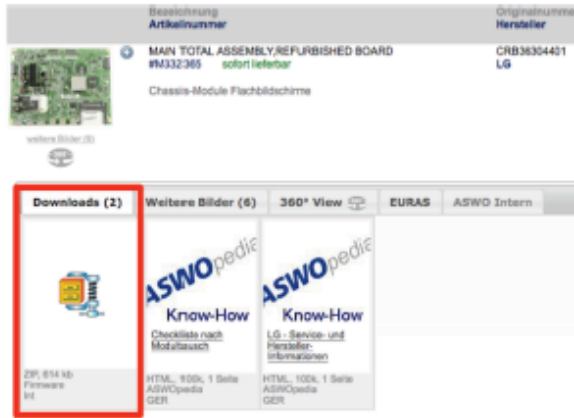 Bezeichnung
Artikelnummer
Originalnummer
Hersteller
MAIN TOTAL ASSEMBLY,REFURBISHED BOARD
#M332365 sofort lieferbar
CRB36304401
LG
Chassis-Module Flachbildschirme
weitere Bilder (6)
Downloads (2) Weitere Bilder (6) 360° View EURAS ASWO Intern
ASWOpedia
Know-How
Checkliste nach
Modultausch
HTML, 100k, 1 Seite
ASWOpedia
GER
ASWOpedia
Know-How
LG - Service- und
Hersteller-
Informationen
HTML, 100k, 1 Seite
ASWOpedia
GER
ZIP, 614 kb
Firmware
Int